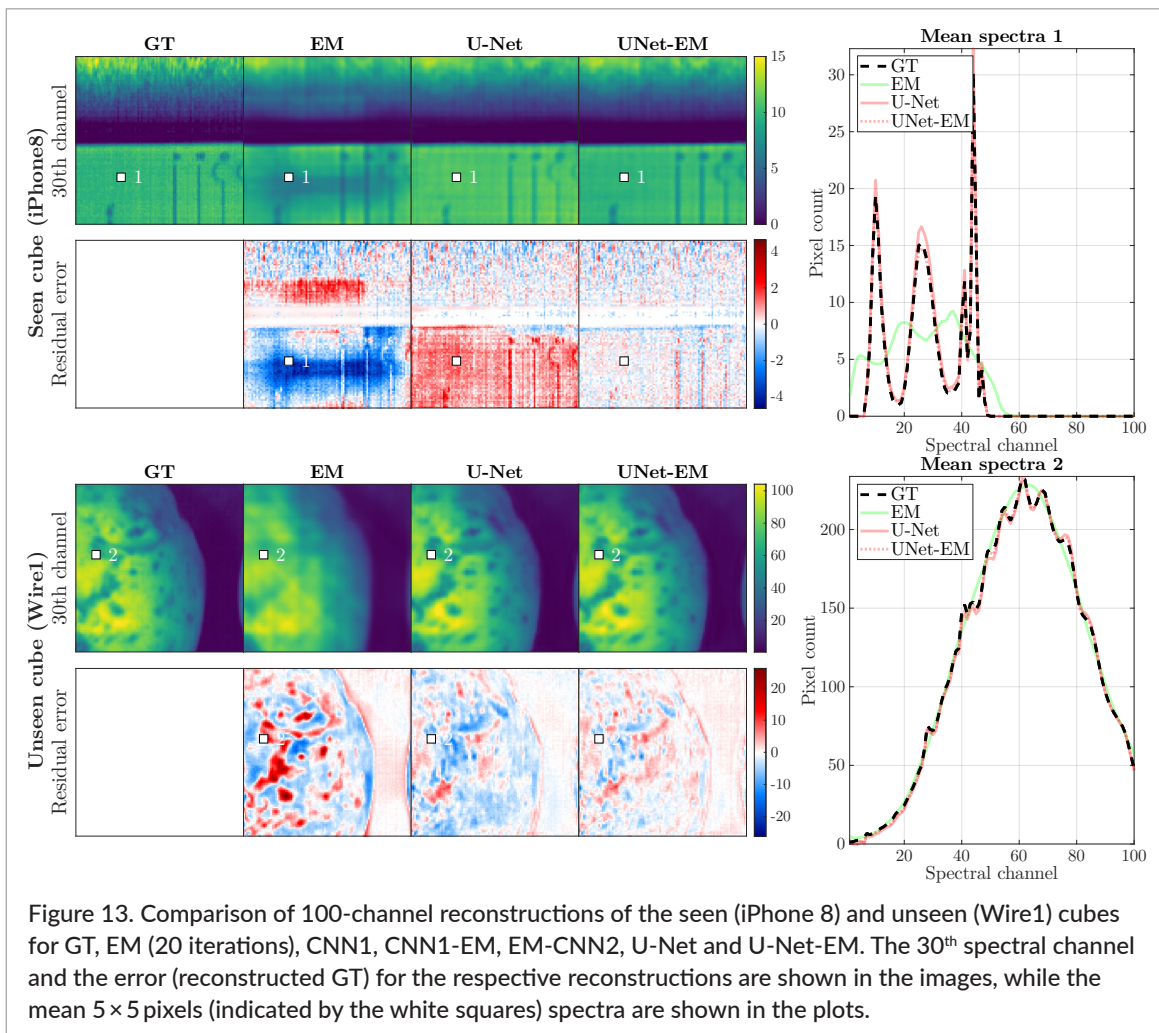 GT EM U-Net UNet-EM
Seen cube (iPhone8)
30th channel
1 1 1 1
15
10
5
0
Residual error
1
4
2
0
-2
-4
Mean spectra 1
GT
EM
U-Net
UNet-EM
Pixel count
30
25
20
15
10
5
0
20 40 60 80 100
Spectral channel
GT EM U-Net UNet-EM
Unseen cube (Wire1)
30th channel
2 2 2 2
100
80
60
40
20
Residual error
2
20
10
0
-10
-20
Mean spectra 2
GT
EM
U-Net
UNet-EM
Pixel count
200
150
100
50
0
20 40 60 80 100
Spectral channel
Figure 13. Comparison of 100-channel reconstructions of the seen (iPhone 8) and unseen (Wire1) cubes
for GT, EM (20 iterations), CNN1, CNN1-EM, EM-CNN2, U-Net and U-Net-EM. The 30th spectral channel
and the error (reconstructed GT) for the respective reconstructions are shown in the images, while the
mean 5 × 5 pixels (indicated by the white squares) spectra are shown in the plots.